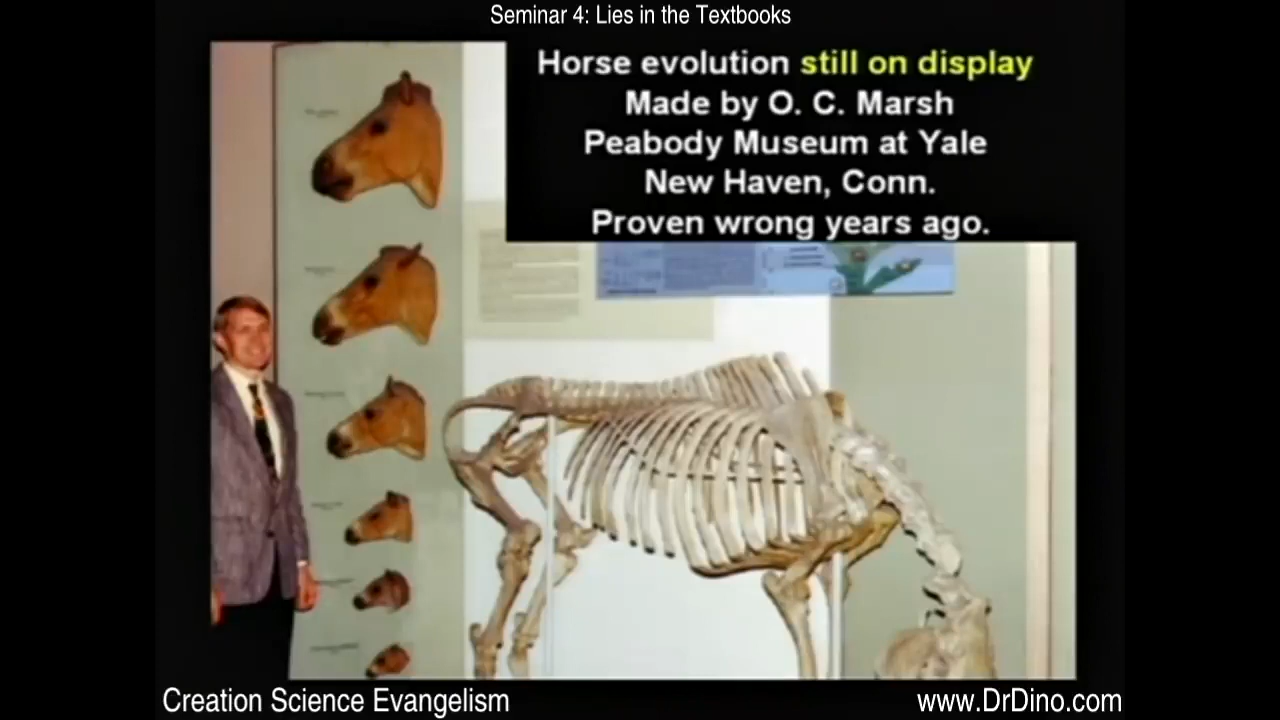 Seminar 4: Lies in the Textbooks
Horse evolution still on display
Made by O. C. Marsh
Peabody Museum at Yale
New Haven, Conn.
Proven wrong years ago.
Creation Science Evangelism
www.DrDino.com